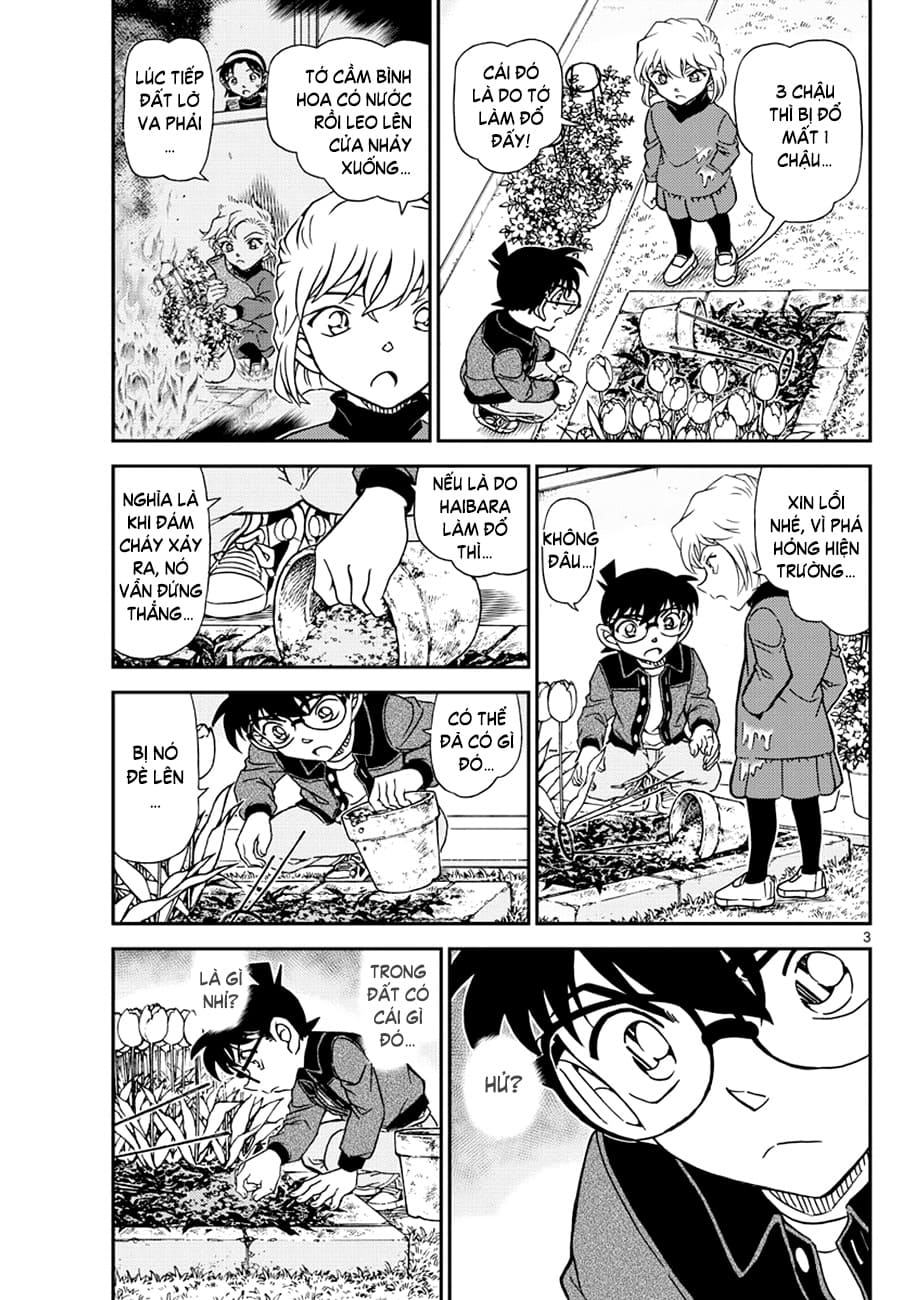 3 CHẬU
THÌ BỊ ĐỔ
MẤT 1
CHẬU...
CÁI ĐÓ
LÀ DO TỚ
LÀM ĐỔ
ĐẤY!
TỚ CẦM BÌNH
HOA CÓ NƯỚC
RỒI LEO LÊN
CỬA NHẢY
XUỐNG...
LÚC TIẾP
ĐẤT LỠ
VA PHẢI
...
XIN LỖI
NHÉ, VÌ PHÁ
HỎNG HIỆN
TRƯỜNG...
KHÔNG
ĐÂU...
NẾU LÀ DO
HAIBARA
LÀM ĐỔ
THÌ...
NGHĨA LÀ
KHI ĐÁM
CHÁY XẢY
RA, NÓ
VẪN ĐỨNG
THẲNG...
CÓ THỂ
ĐÃ CÓ GÌ
ĐÓ...
BỊ NÓ
ĐÈ LÊN
...
3
HỬ?
TRONG
ĐẤT CÓ
CÁI GÌ
ĐÓ...
LÀ GÌ
NHỈ?